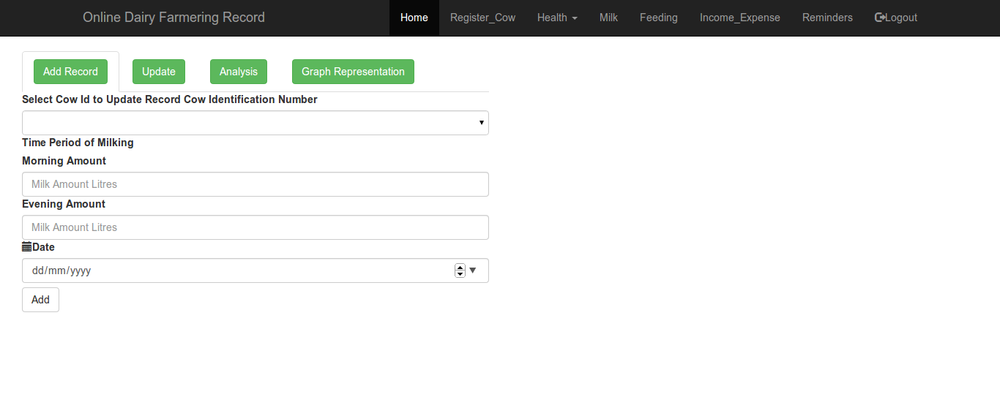 Online Dairy Farmering Record Home Register_Cow Health Milk Feeding Income_Expense Reminders Logout
Add Record Update Analysis Graph Representation
Select Cow Id to Update Record Cow Identification Number
Time Period of Milking
Morning Amount
Milk Amount Litres
Evening Amount
Milk Amount Litres
Date
dd/mm/yyyy
Add